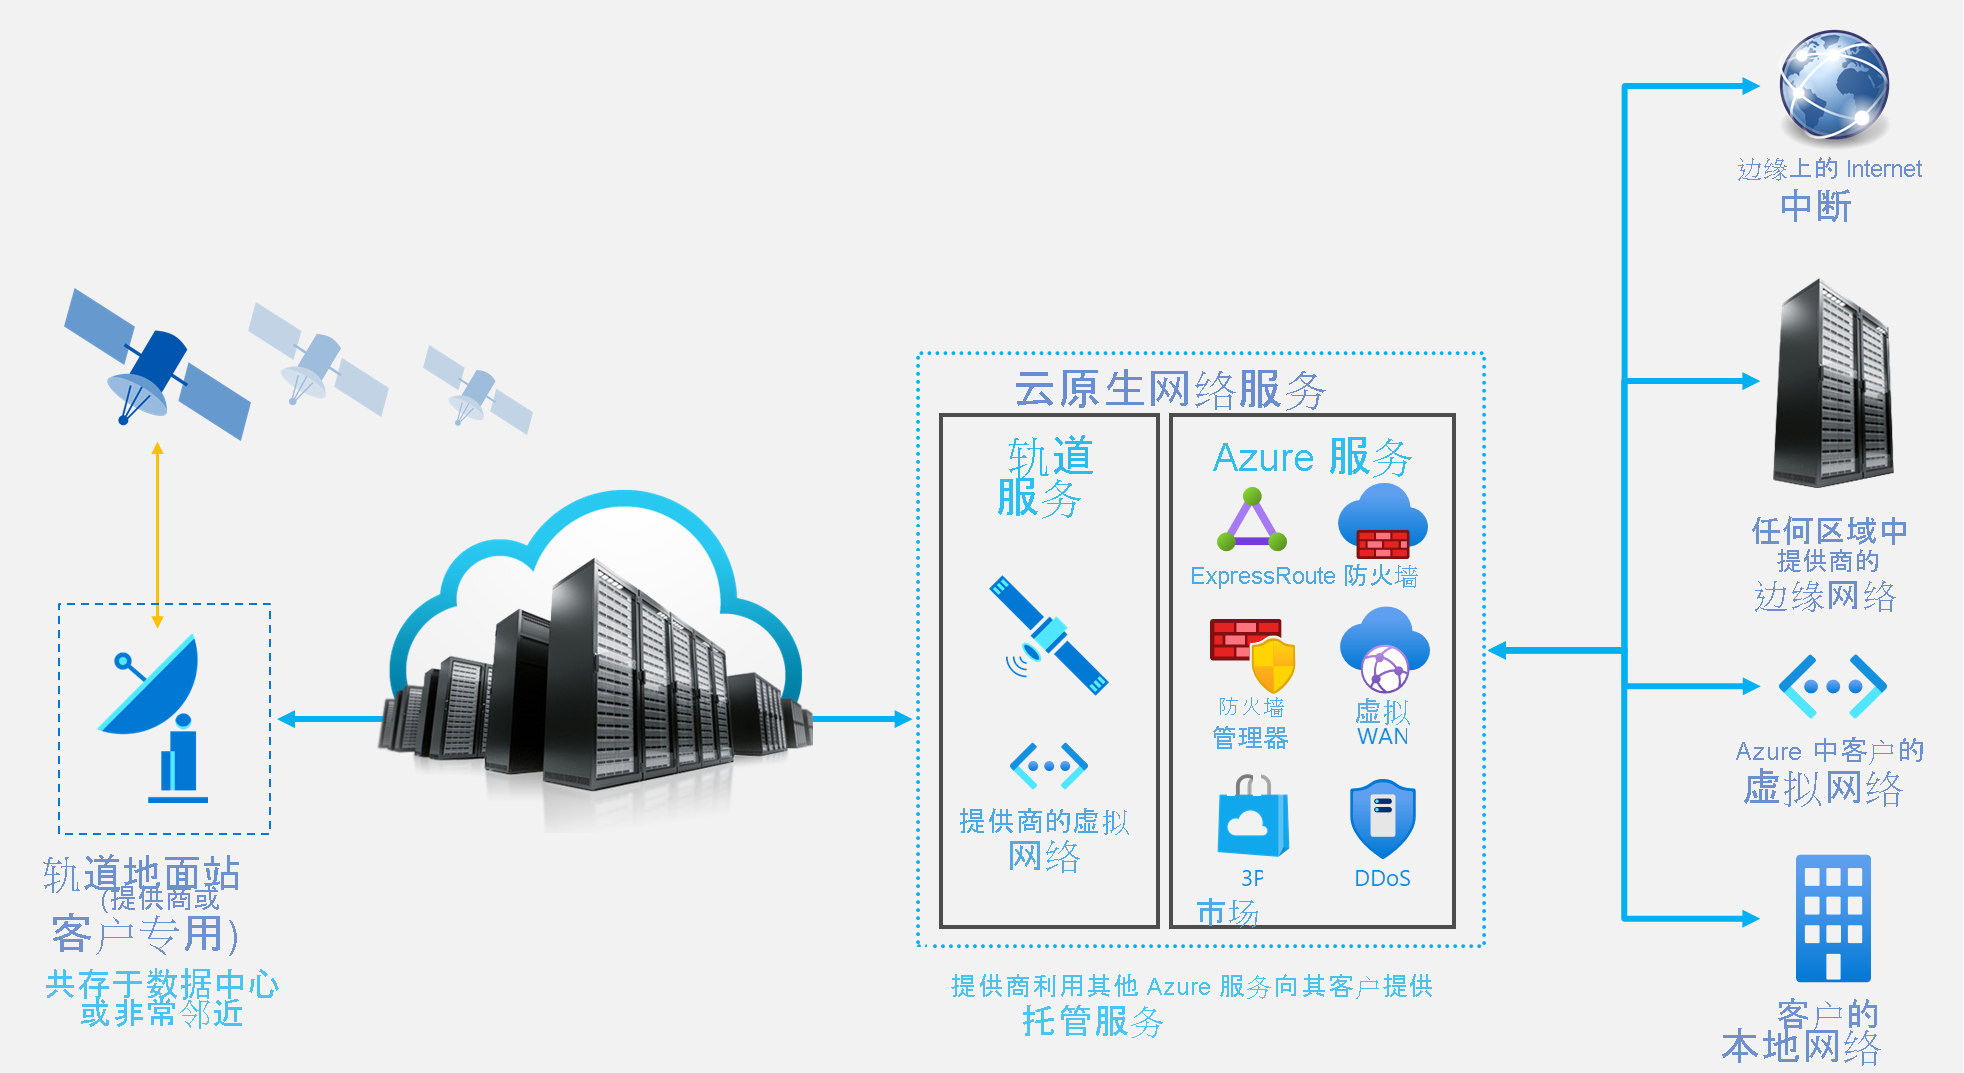 轨道地面站
(提供商或
客户专用)
共存于数据中心
或非常邻近
云原生网络服务
轨道
服务
提供商的虚拟
网络
Azure 服务
ExpressRoute 防火墙
防火墙
管理器
虚拟
WAN
3P
市场
DDoS
提供商利用其他 Azure 服务向其客户提供
托管服务
边缘上的 Internet
中断
任何区域中
提供商的
边缘网络
Azure 中客户的
虚拟网络
客户的
本地网络